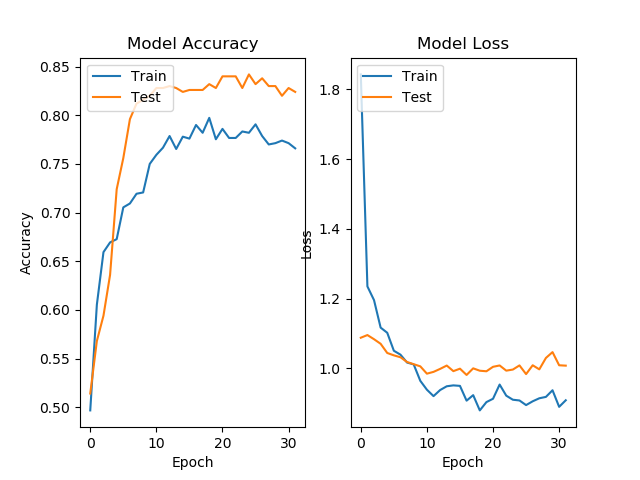 Model Accuracy
Train
Test
0.85
0.80
0.75
0.70
0.65
0.60
0.55
0.50
Accuracy
0
10
20
30
Epoch
Model Loss
Train
Test
1.8
1.6
1.4
1.2
1.0
Loss
0
10
20
30
Epoch